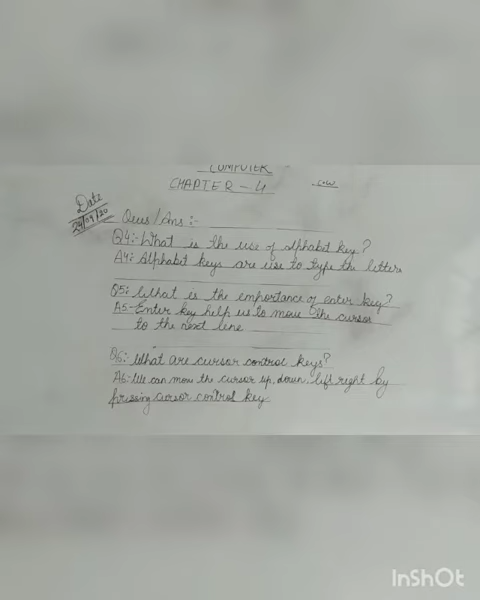 COMPUTER
CHAPTER - 4
C.W
Date
29/09/20
Ques/Ans:-
Q4:- What is the use of alphabet key?
A4: Alphabet keys are use to type the letters
Q5: What is the emportance of enter key?
A5- Enter key help us to move the cursor
to the next line
Q6: What are cursor control keys?
A6: We can move the cursor up, down, lift right by
pressing cursor control key
InShOt